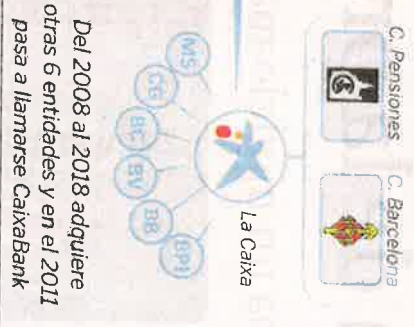 C. Pensiones
C. Barcelona
La Caixa
MS
CG
BC
BV
BB
BPI
Del 2008 al 2018 adquiere
otras 6 entidades y en el 2011
pasa a llamarse CaixaBank